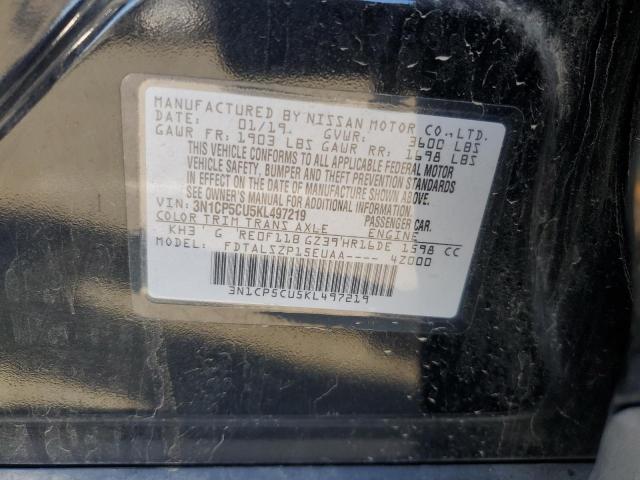 MANUFACTURED BY NISSAN MOTOR CO., LTD.
DATE: 01/19. GVWR: 3600 LBS
GAWR FR: 1903 LBS GAWR RR: 1698 LBS
THIS VEHICLE CONFORMS TO ALL APPLICABLE FEDERAL MOTOR
VEHICLE SAFETY, BUMPER AND THEFT PREVENTION STANDARDS
IN EFFECT ON THE DATE OF MANUFACTURE SHOWN ABOVE.
SEE OWNER'S MANUAL FOR ADDITIONAL INFORMATION.
VIN: 3N1CP5CU5KL497219 PASSENGER CAR.
COLOR TRIM TRANS AXLE ENGINE
KH3 G RE0F11B GZ39 HR16DE 1598 CC
MODEL: FDTALSZP15EUAA---- 4Z000
3N1CP5CU5KL497219